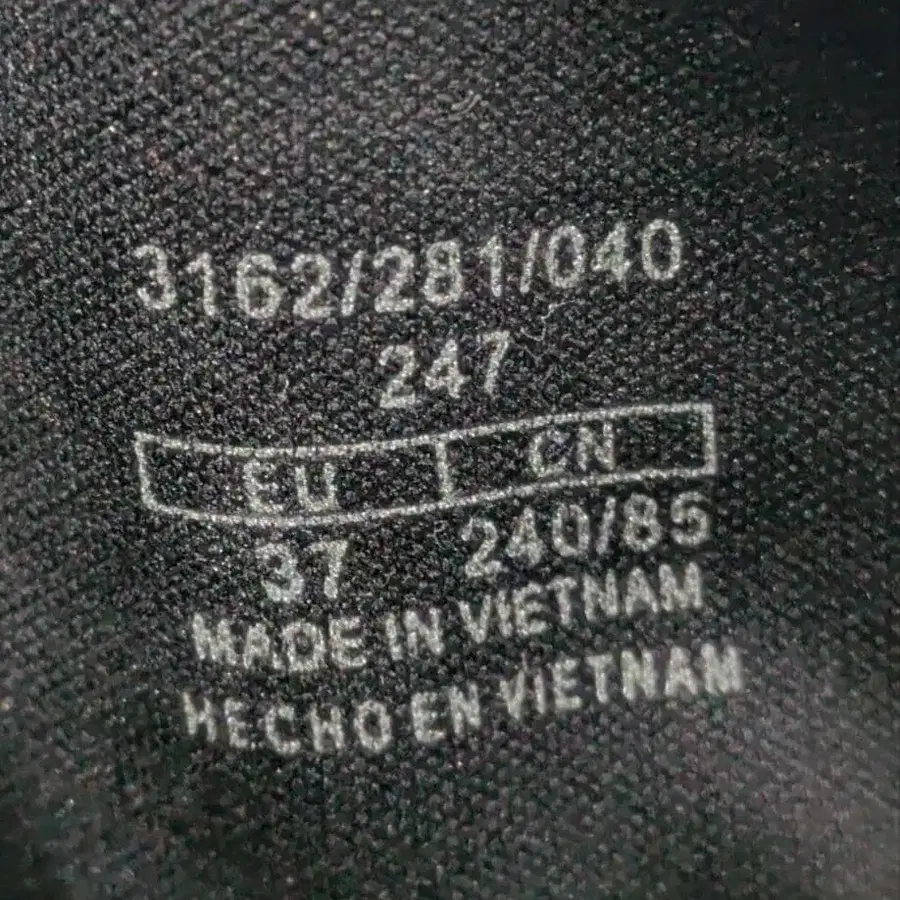 3162/281/040
247
EU CN
37 240/85
MADE IN VIETNAM
HECHO EN VIETNAM